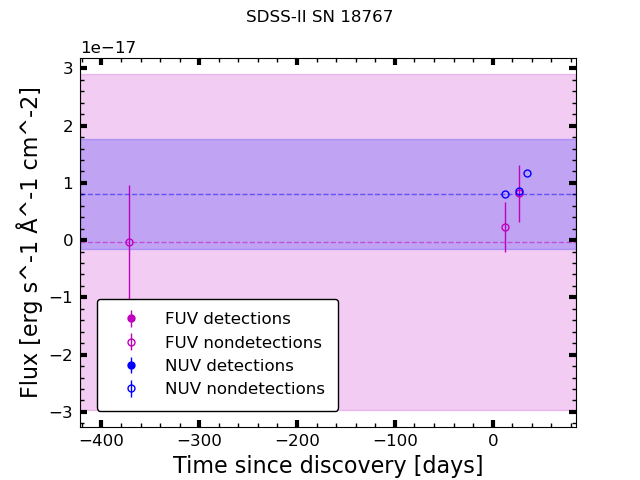 SDSS-II SN 18767
1e−17
3
2
1
0
−1
−2
−3
Flux [erg s^-1 Å^-1 cm^-2]
FUV detections
FUV nondetections
NUV detections
NUV nondetections
−400 −300 −200 −100 0
Time since discovery [days]